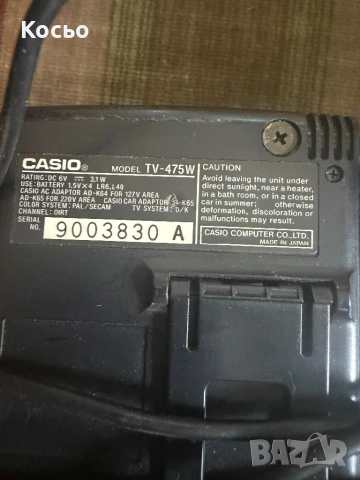 Косьо
CASIO® MODEL TV-475W
RATING: DC 6V 3.1W
USE: BATTERY 1.5V×4 LR6,L40
CASIO AC ADAPTOR AD-K64 FOR 127V AREA
AD-K65 FOR 220V AREA CASIO CAR ADAPTOR CA-K65
COLOR SYSTEM: PAL/SECAM TV SYSTEM: D/K
CHANNEL: OIRT
SERIAL NO. 9003830 A
CAUTION
Avoid leaving the unit under
direct sunlight, near a heater,
in a bath room, or in a closed
car in summer; otherwise
deformation, discoloration or
malfunctions may result.
CASIO COMPUTER CO.,LTD.
MADE IN JAPAN
BAZAR
bg